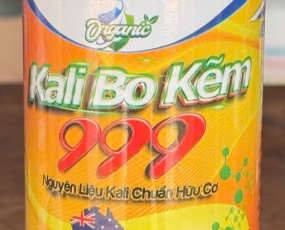 Organic
Kali Bo Kẽm
999
Nguyên Liệu Kali Chuẩn Hữu Cơ